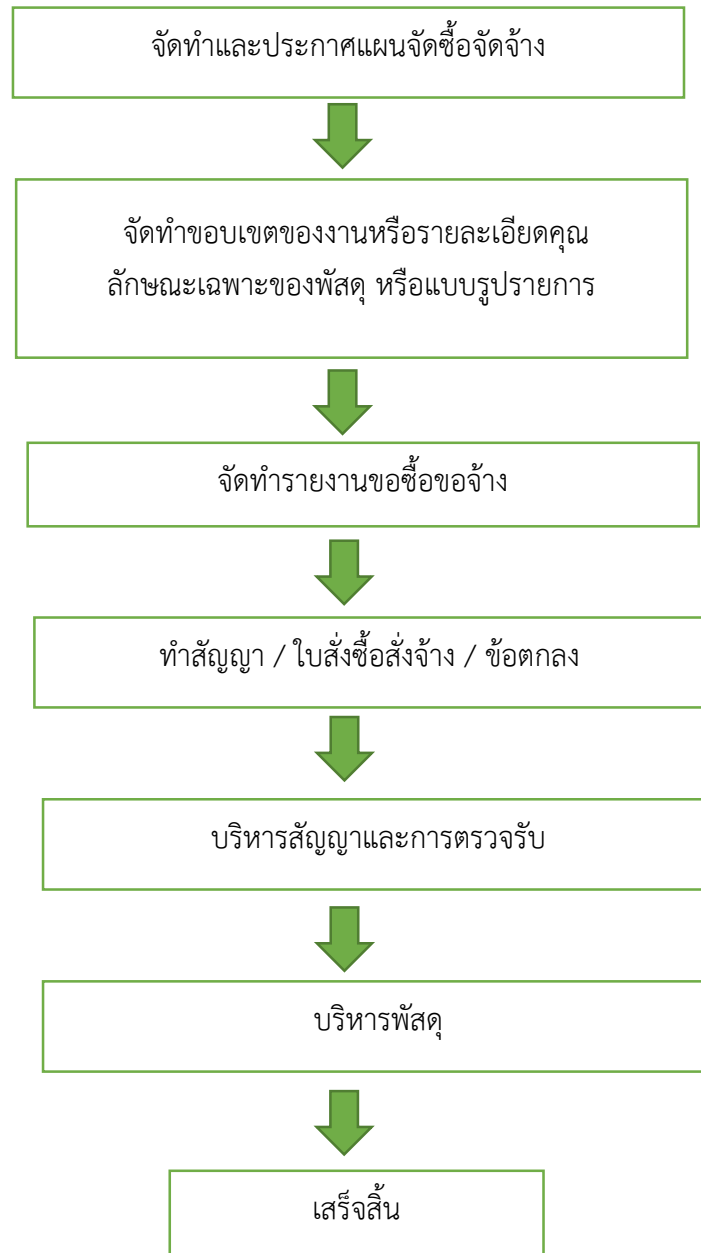 จัดทำและประกาศแผนจัดซื้อจัดจ้าง
จัดทำขอบเขตของงานหรือรายละเอียดคุณ
ลักษณะเฉพาะของพัสดุ หรือแบบรูปรายการ
จัดทำรายงานขอซื้อขอจ้าง
ทำสัญญา / ใบสั่งซื้อสั่งจ้าง / ข้อตกลง
บริหารสัญญาและการตรวจรับ
บริหารพัสดุ
เสร็จสิ้น